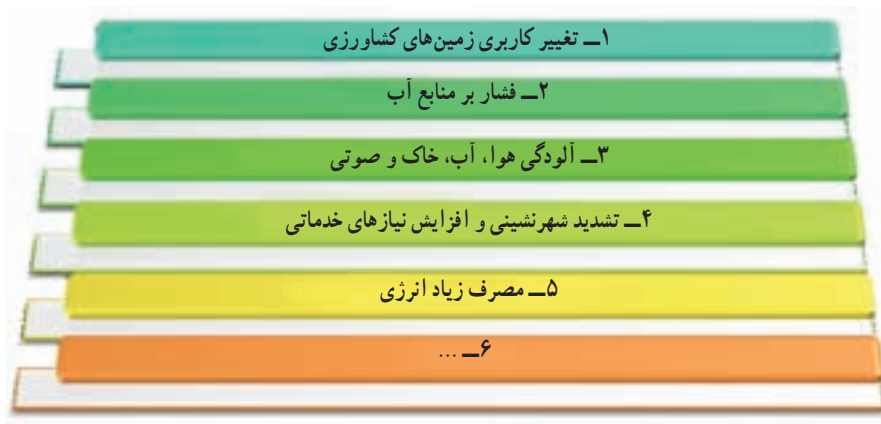 ۱ــ تغییر کاربری زمین‌های کشاورزی
۲ــ فشار بر منابع آب
۳ــ آلودگی هوا، آب، خاک و صوتی
۴ــ تشدید شهرنشینی و افزایش نیازهای خدماتی
۵ــ مصرف زیاد انرژی
۶ــ ...